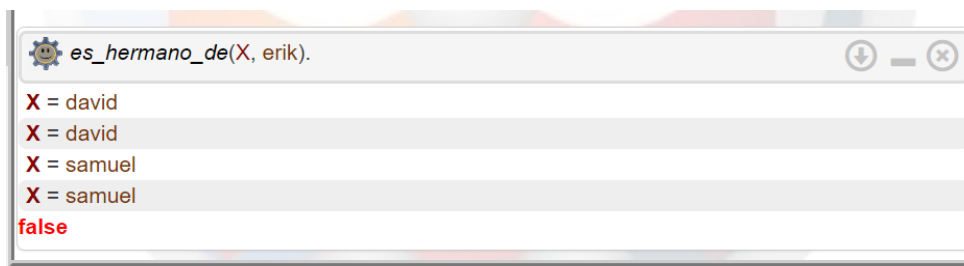 es_hermano_de(X, erik).
X = david
X = david
X = samuel
X = samuel
false